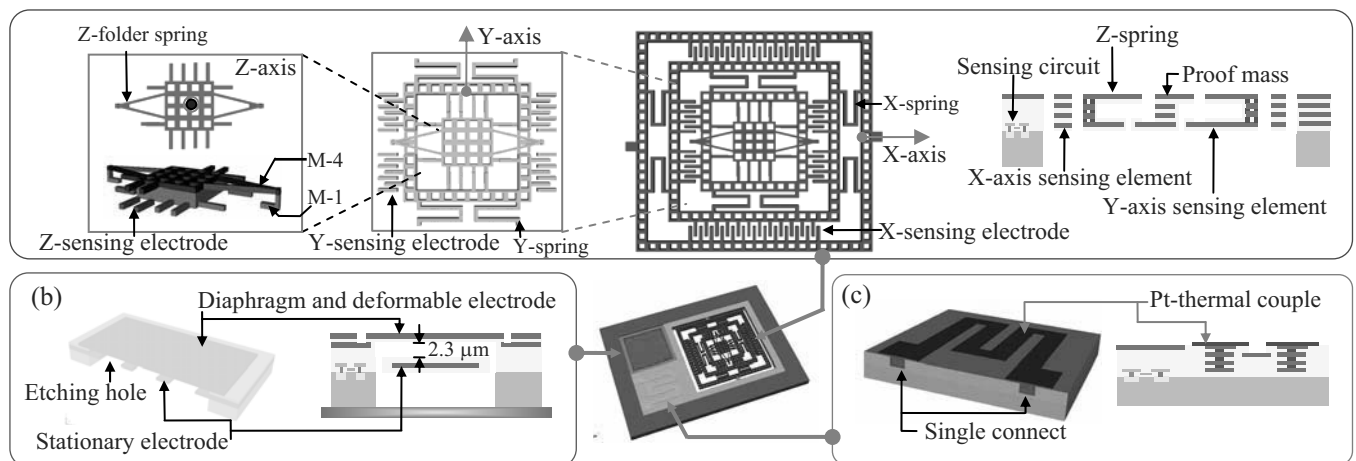 Z-folder spring
Z-axis
M-4
M-1
Z-sensing electrode
Y-axis
Y-sensing electrode
Y-spring
X-spring
X-axis
X-sensing electrode
Z-spring
Sensing circuit
Proof mass
X-axis sensing element
Y-axis sensing element
(b)
Diaphragm and deformable electrode
2.3 μm
Etching hole
Stationary electrode
(c)
Pt-thermal couple
Single connect